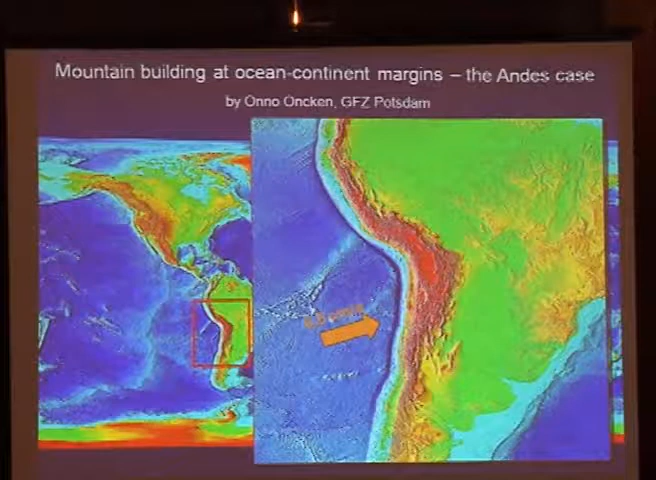 Mountain building at ocean-continent margins – the Andes case
by Onno Oncken, GFZ Potsdam